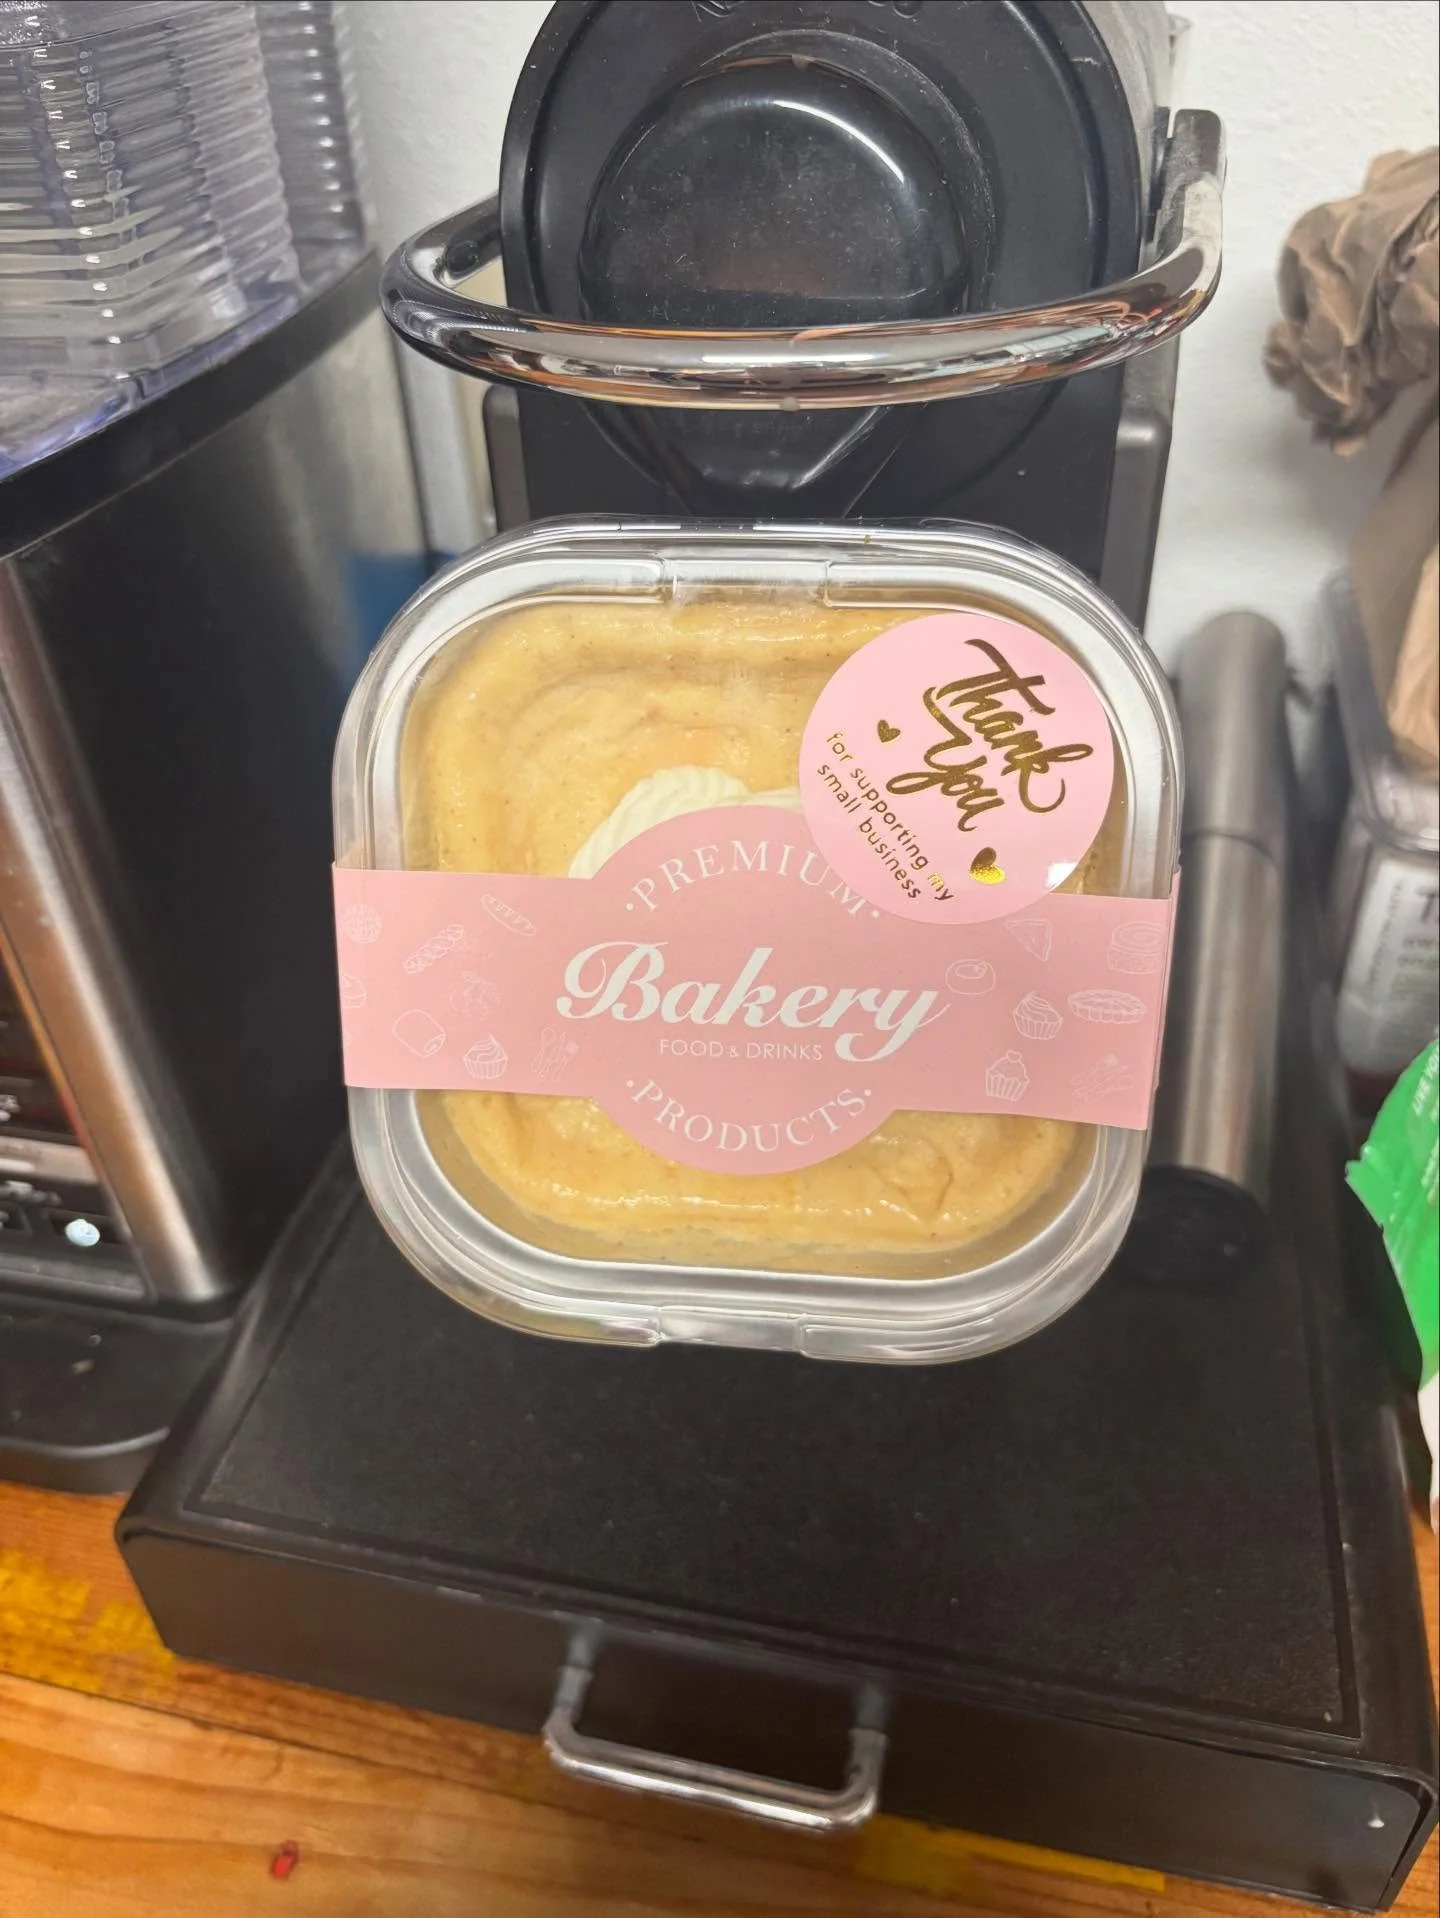 Thank
You
for supporting my
small business
·PREMIUM·
Bakery
FOOD & DRINKS
·PRODUCTS·